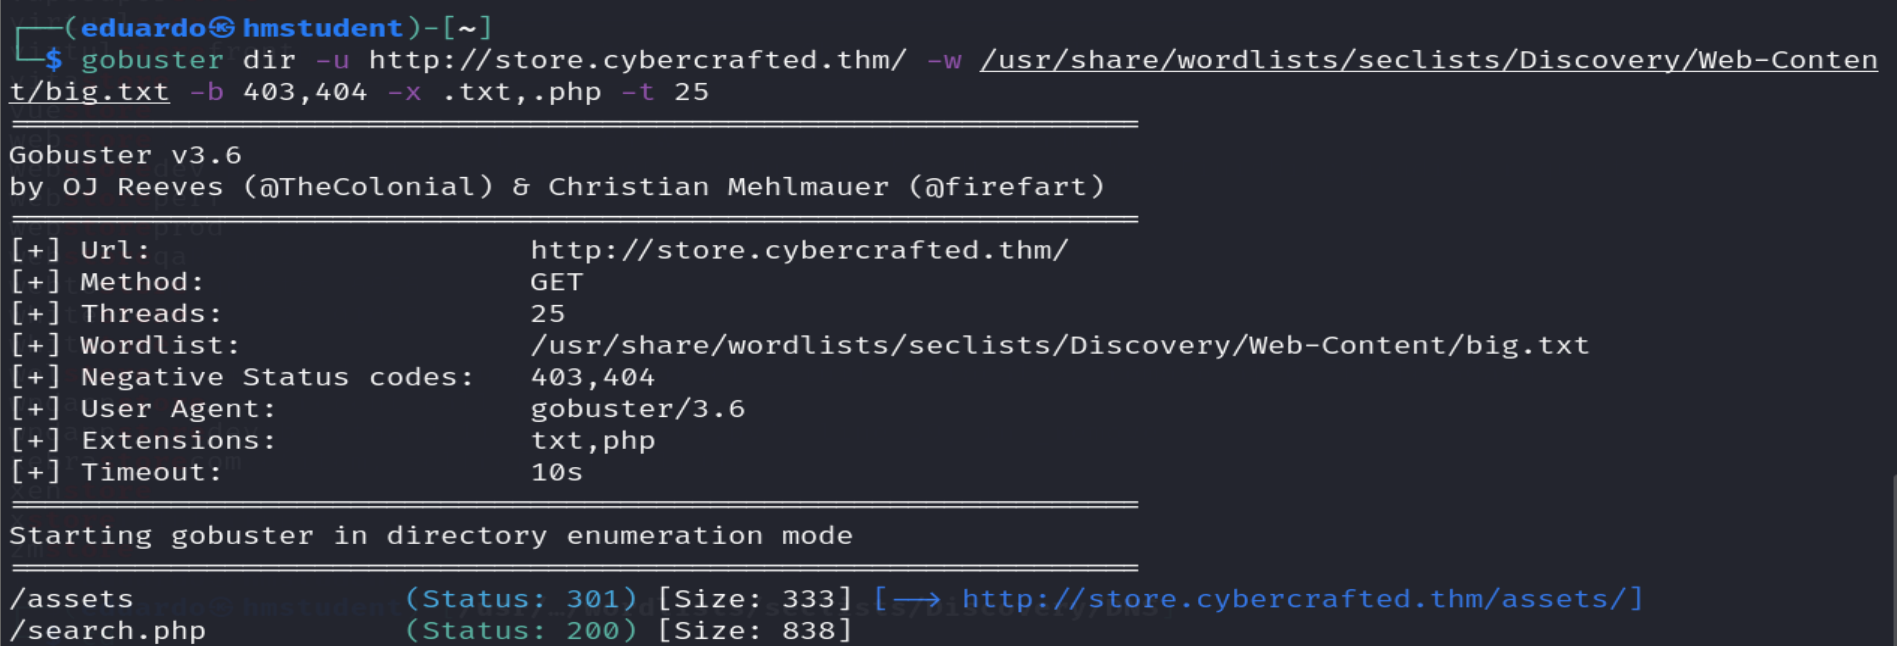 ┌──(eduardo㉿hmstudent)-[~]
└─$ gobuster dir -u http://store.cybercrafted.thm/ -w /usr/share/wordlists/seclists/Discovery/Web-Conten
t/big.txt -b 403,404 -x .txt,.php -t 25
===============================================================
Gobuster v3.6
by OJ Reeves (@TheColonial) & Christian Mehlmauer (@firefart)
===============================================================
[+] Url:                     http://store.cybercrafted.thm/
[+] Method:                  GET
[+] Threads:                 25
[+] Wordlist:                /usr/share/wordlists/seclists/Discovery/Web-Content/big.txt
[+] Negative Status codes:   403,404
[+] User Agent:              gobuster/3.6
[+] Extensions:              txt,php
[+] Timeout:                 10s
===============================================================
Starting gobuster in directory enumeration mode
===============================================================
/assets               (Status: 301) [Size: 333] [--> http://store.cybercrafted.thm/assets/]
/search.php           (Status: 200) [Size: 838]